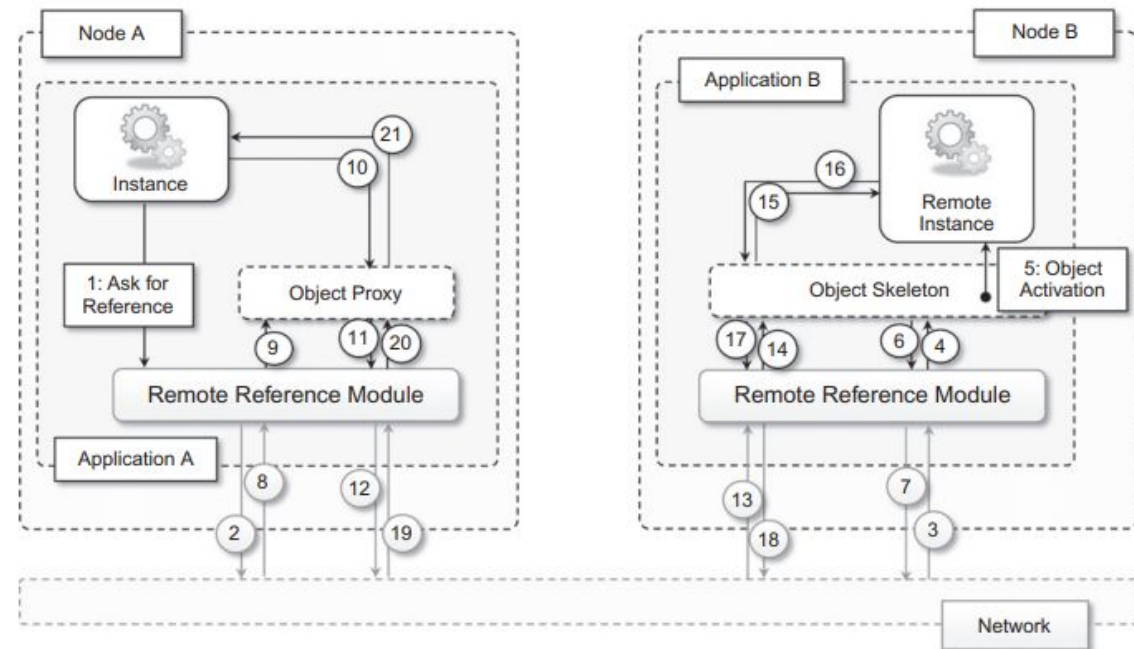 Node A
Node B
Application B
21
10
16
15
Instance
Remote
Instance
1: Ask for
Reference
5: Object
Activation
Object Proxy
Object Skeleton
9
11
20
17
14
6
4
Remote Reference Module
Remote Reference Module
Application A
8
12
13
7
2
19
18
3
Network